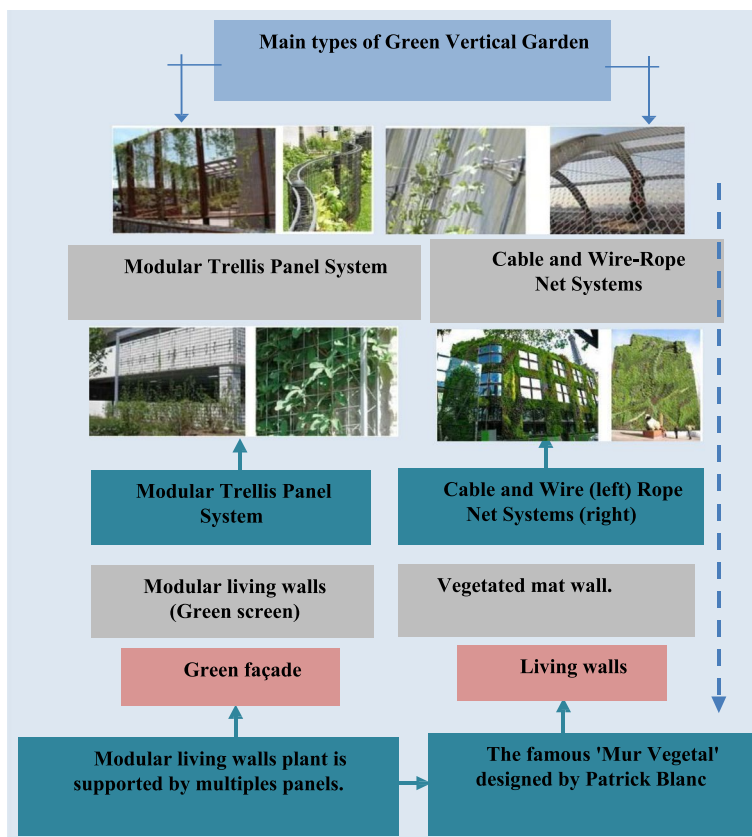 Main types of Green Vertical Garden
Modular Trellis Panel System
Cable and Wire-Rope
Net Systems
Modular Trellis Panel
System
Cable and Wire (left) Rope
Net Systems (right)
Modular living walls
(Green screen)
Vegetated mat wall.
Green façade
Living walls
Modular living walls plant is
supported by multiples panels.
The famous 'Mur Vegetal'
designed by Patrick Blanc